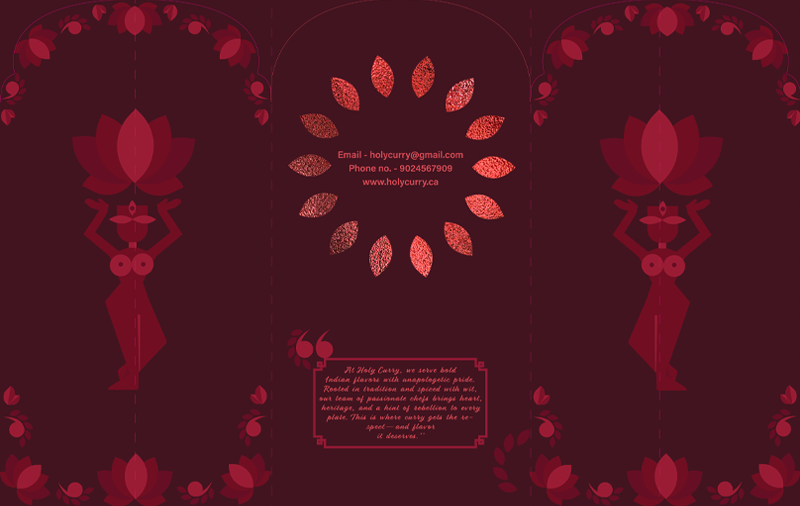 Email - holycurry@gmail.com
Phone no. - 9024567909
www.holycurry.ca
“
At Holy Curry, we serve bold
Indian flavors with unapologetic pride.
Rooted in tradition and spiced with wit,
our team of passionate chefs brings heart,
heritage, and a hint of rebellion to every
plate. This is where curry gets the re-
spect—and flavor
it deserves.”